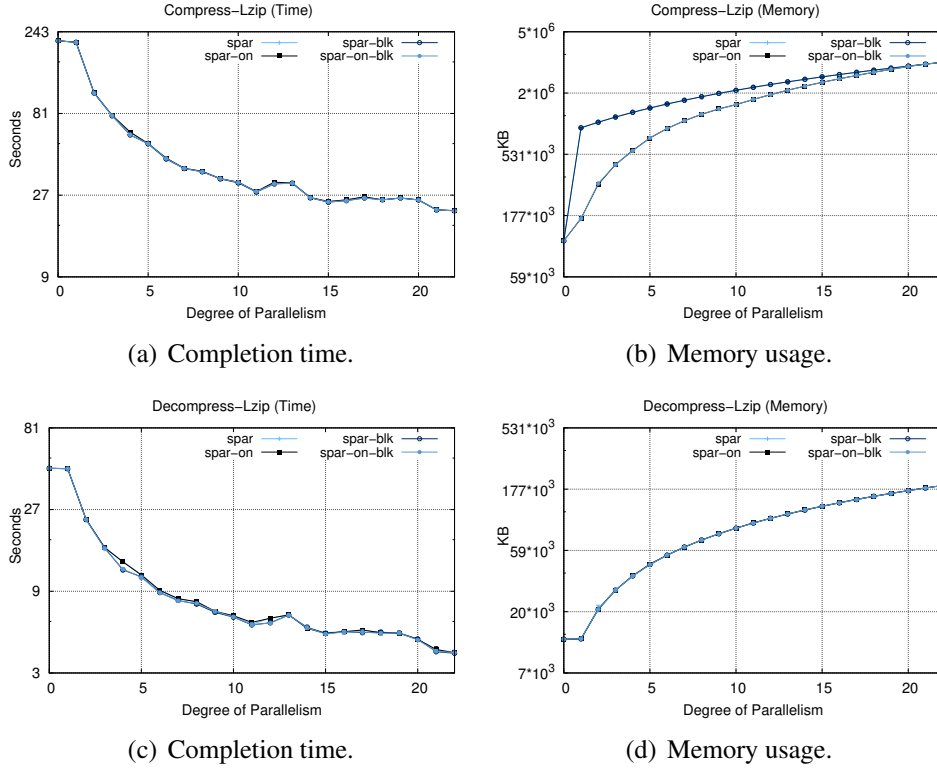 Compress-Lzip (Time)
243
81
27
9
Seconds
spar
spar-on
spar-blk
spar-on-blk
0 5 10 15 20
Degree of Parallelism
(a) Completion time.
Compress-Lzip (Memory)
5*10^6
2*10^6
531*10^3
177*10^3
59*10^3
KB
spar
spar-on
spar-blk
spar-on-blk
0 5 10 15 20
Degree of Parallelism
(b) Memory usage.
Decompress-Lzip (Time)
81
27
9
3
Seconds
spar
spar-on
spar-blk
spar-on-blk
0 5 10 15 20
Degree of Parallelism
(c) Completion time.
Decompress-Lzip (Memory)
531*10^3
177*10^3
59*10^3
20*10^3
7*10^3
KB
spar
spar-on
spar-blk
spar-on-blk
0 5 10 15 20
Degree of Parallelism
(d) Memory usage.